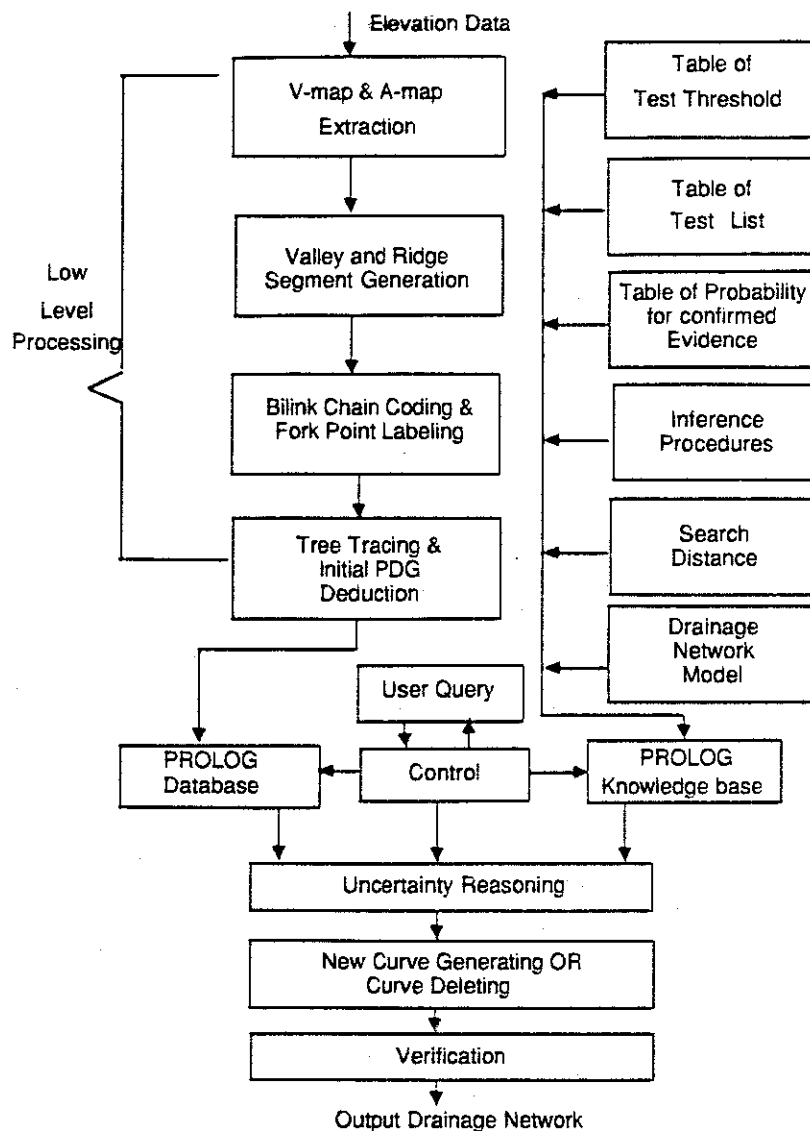 Elevation Data
V-map & A-map
Extraction
Valley and Ridge
Segment Generation
Low
Level
Processing
Bilink Chain Coding &
Fork Point Labeling
Tree Tracing &
Initial PDG
Deduction
Table of
Test Threshold
Table of
Test List
Table of Probability
for confirmed
Evidence
Inference
Procedures
Search
Distance
Drainage
Network
Model
User Query
PROLOG
Database
Control
PROLOG
Knowledge base
Uncertainty Reasoning
New Curve Generating OR
Curve Deleting
Verification
Output Drainage Network